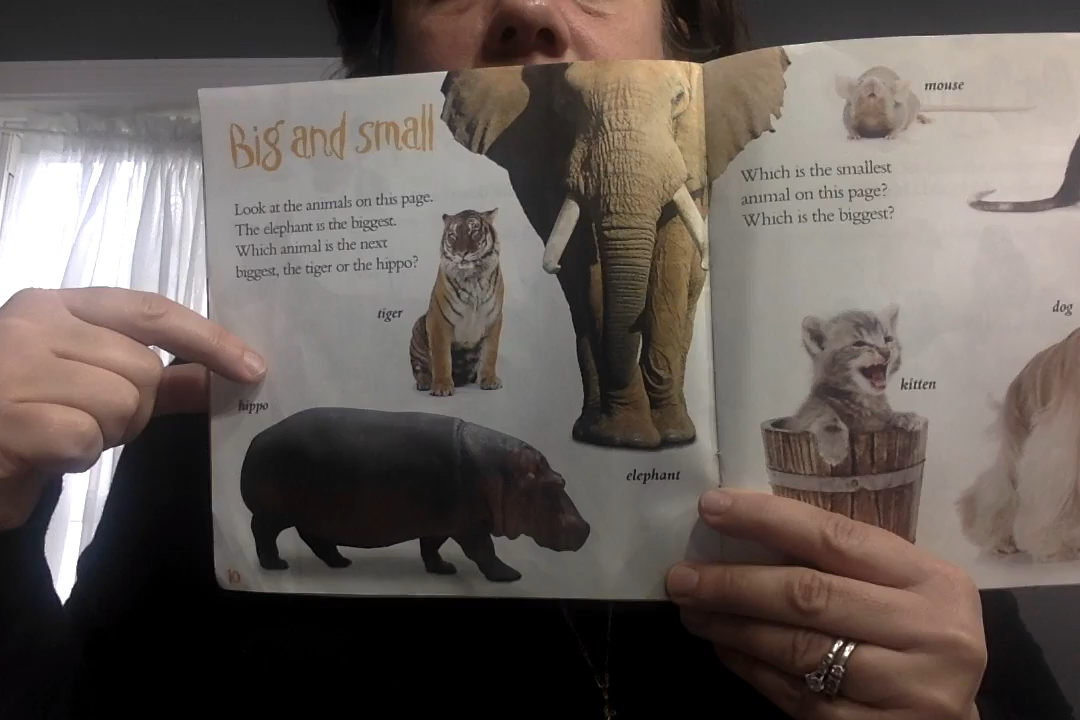 Big and small
Look at the animals on this page.
The elephant is the biggest.
Which animal is the next
biggest, the tiger or the hippo?
tiger
hippo
elephant
10
mouse
Which is the smallest
animal on this page?
Which is the biggest?
kitten
dog